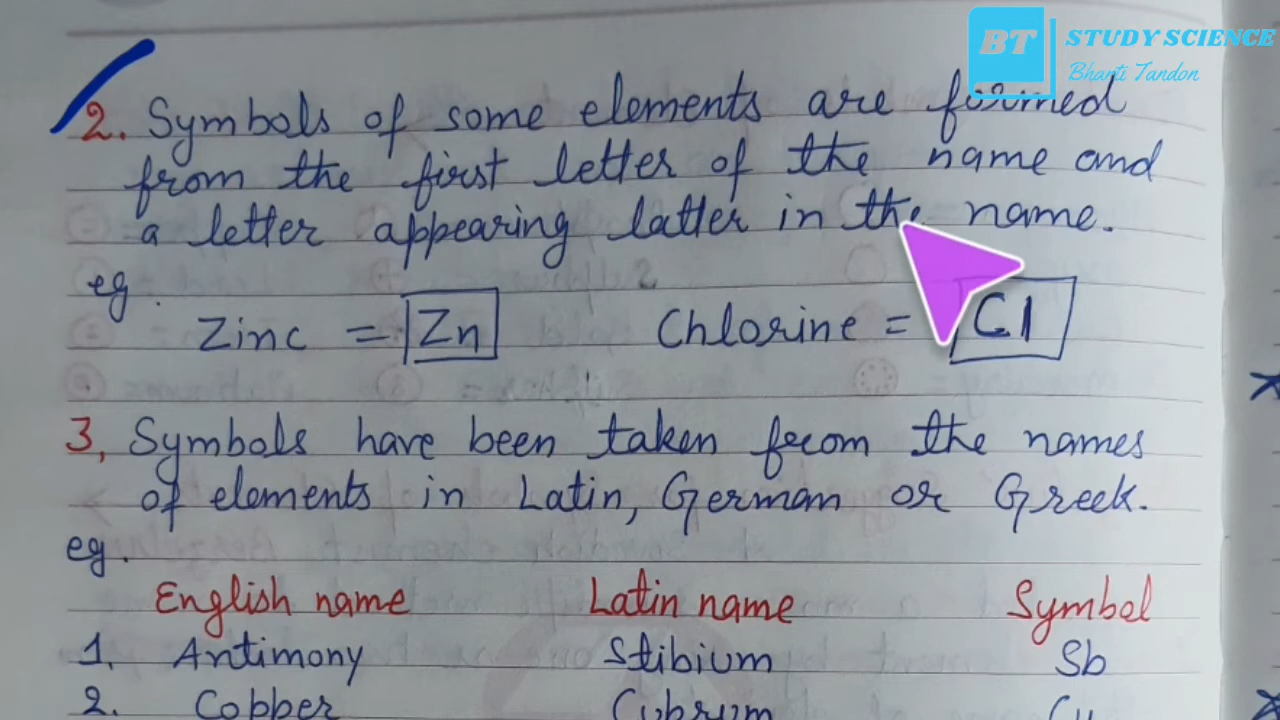 BT STUDY SCIENCE
Bhanti Tandon
2. Symbols of some elements are formed
from the first letter of the name and
a letter appearing latter in the name.
eg.
Zinc = Zn Chlorine = Cl
3, Symbols have been taken from the names
of elements in Latin, German or Greek.
eg.
English name Latin name Symbol
1. Antimony Stibium Sb
2. Copper Cuprum Cu